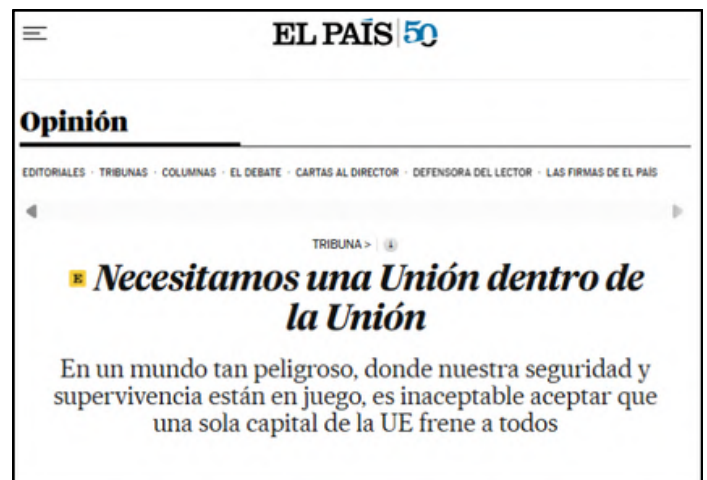 EL PAÍS 50
Opinión
EDITORIALES · TRIBUNAS · COLUMNAS · EL DEBATE · CARTAS AL DIRECTOR · DEFENSORA DEL LECTOR · LAS FIRMAS DE EL PAÍS
TRIBUNA > i
E Necesitamos una Unión dentro de
la Unión
En un mundo tan peligroso, donde nuestra seguridad y
supervivencia están en juego, es inaceptable aceptar que
una sola capital de la UE frene a todos